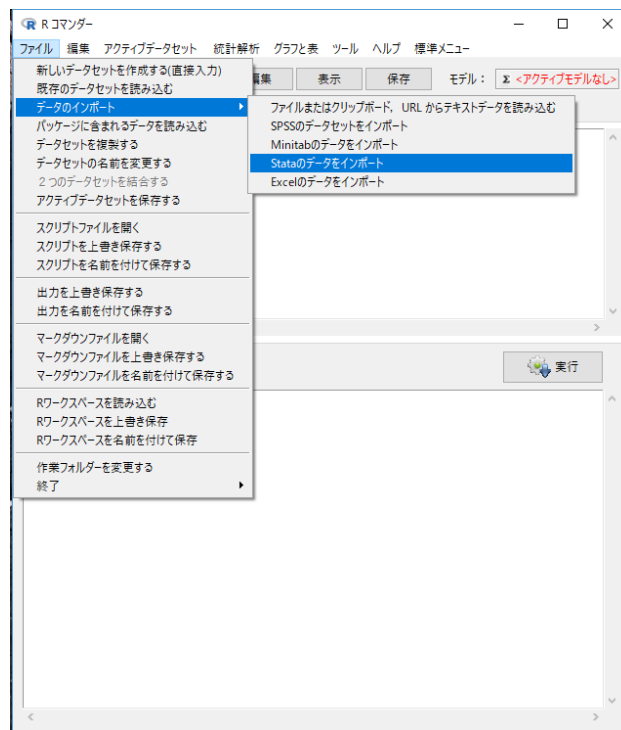 R コマンダー
ファイル 編集 アクティブデータセット 統計解析 グラフと表 ツール ヘルプ 標準メニュー
編集 表示 保存 モデル： Σ <アクティブモデルなし>
新しいデータセットを作成する(直接入力)
既存のデータセットを読み込む
データのインポート
パッケージに含まれるデータを読み込む
データセットを複製する
データセットの名前を変更する
２つのデータセットを結合する
アクティブデータセットを保存する
スクリプトファイルを開く
スクリプトを上書き保存する
スクリプトを名前を付けて保存する
出力を上書き保存する
出力を名前を付けて保存する
マークダウンファイルを開く
マークダウンファイルを上書き保存する
マークダウンファイルを名前を付けて保存する
Rワークスペースを読み込む
Rワークスペースを上書き保存
Rワークスペースを名前を付けて保存
作業フォルダーを変更する
終了
ファイルまたはクリップボード，URL からテキストデータを読み込む
SPSSのデータセットをインポート
Minitabのデータをインポート
Stataのデータをインポート
Excelのデータをインポート
実行